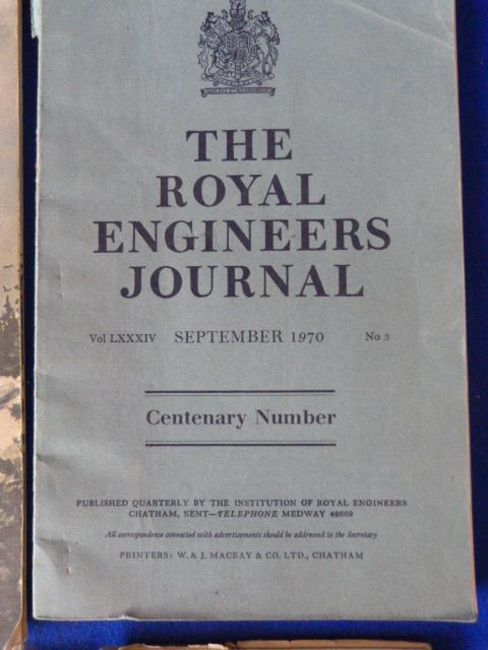 THE
ROYAL
ENGINEERS
JOURNAL
Vol LXXXIV SEPTEMBER 1970 No 3
Centenary Number
PUBLISHED QUARTERLY BY THE INSTITUTION OF ROYAL ENGINEERS
CHATHAM, KENT—TELEPHONE MEDWAY
All correspondence connected with advertisements should be addressed to the Secretary
PRINTERS: W. & J. MACKAY & CO. LTD., CHATHAM